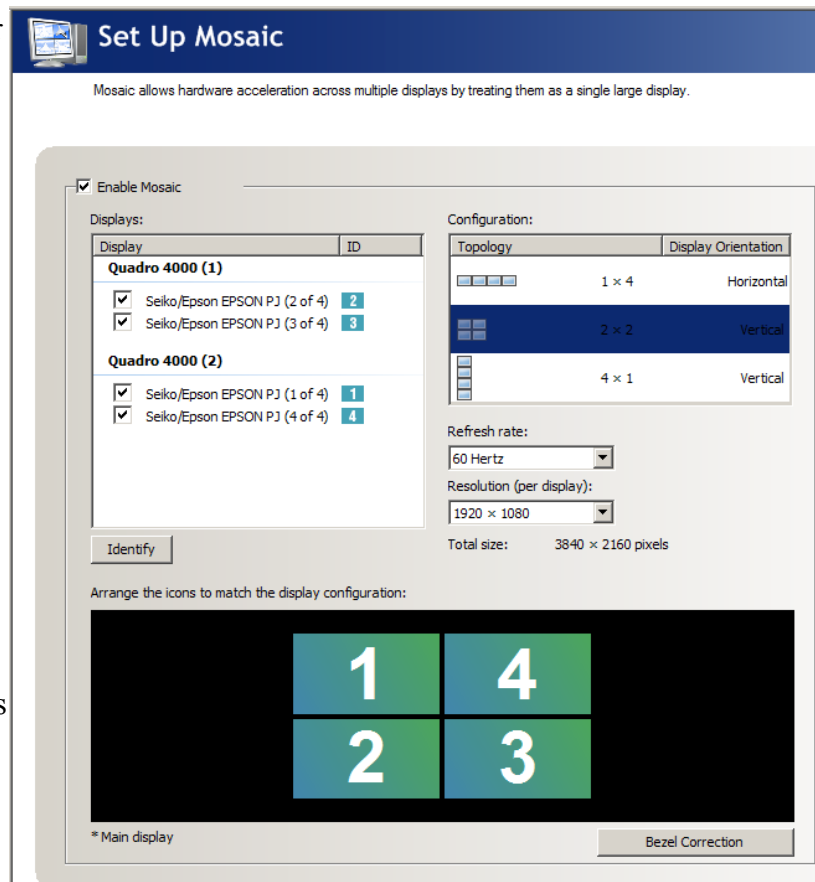 Set Up Mosaic
Mosaic allows hardware acceleration across multiple displays by treating them as a single large display.
Enable Mosaic
Displays:
Display ID
Quadro 4000 (1)
Seiko/Epson EPSON PJ (2 of 4) 2
Seiko/Epson EPSON PJ (3 of 4) 3
Quadro 4000 (2)
Seiko/Epson EPSON PJ (1 of 4) 1
Seiko/Epson EPSON PJ (4 of 4) 4
Identify
Configuration:
Topology Display Orientation
1 × 4 Horizontal
2 × 2 Vertical
4 × 1 Vertical
Refresh rate:
60 Hertz
Resolution (per display):
1920 × 1080
Total size: 3840 × 2160 pixels
Arrange the icons to match the display configuration:
1 4
2 3
s
* Main display
Bezel Correction